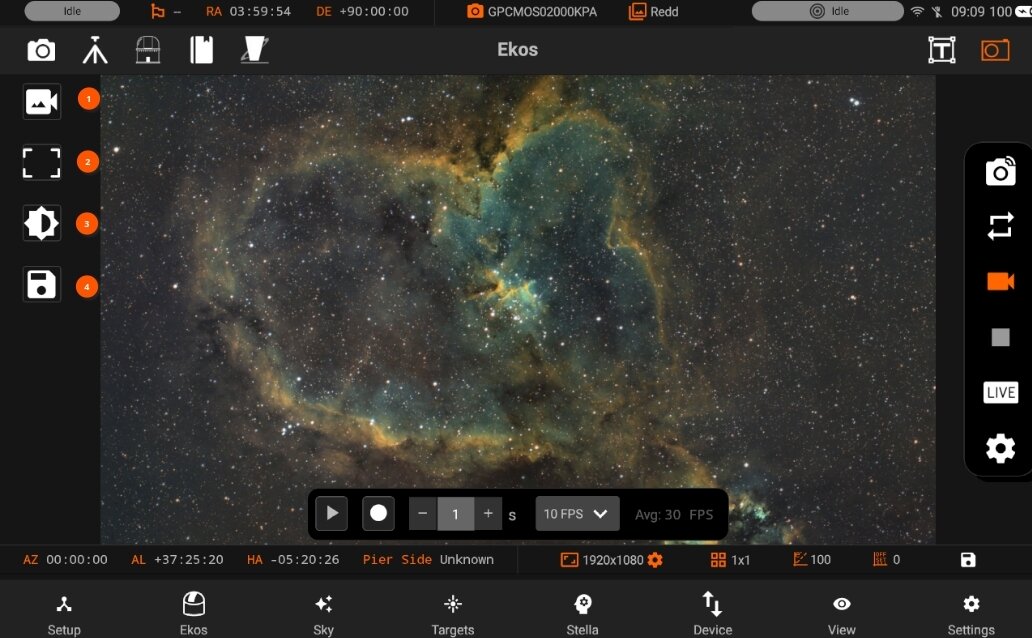 Idle -- RA 03:59:54 DE +90:00:00 GPCMOS02000KPA Redd Idle 09:09 100
Ekos T
1
2
3
4
LIVE
− 1 + s 10 FPS Avg: 30 FPS
AZ 00:00:00 AL +37:25:20 HA -05:20:26 Pier Side Unknown 1920x1080 1x1 100 0
Setup Ekos Sky Targets Stella Device View Settings